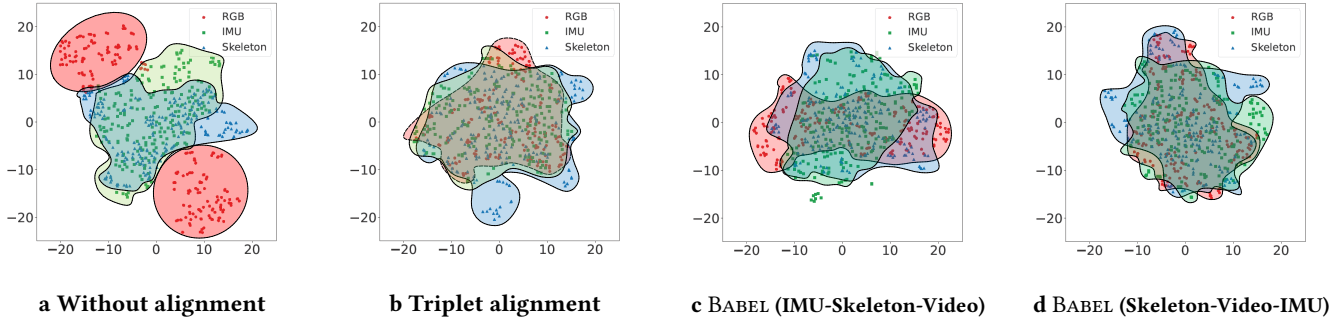 RGB
IMU
Skeleton
20
10
0
−10
−20
−20
−10
0
10
20
a Without alignment
RGB
IMU
Skeleton
20
10
0
−10
−20
−20
−10
0
10
20
b Triplet alignment
RGB
IMU
Skeleton
20
10
0
−10
−20
−20
−10
0
10
20
c BABEL (IMU-Skeleton-Video)
RGB
IMU
Skeleton
20
10
0
−10
−20
−20
−10
0
10
20
d BABEL (Skeleton-Video-IMU)